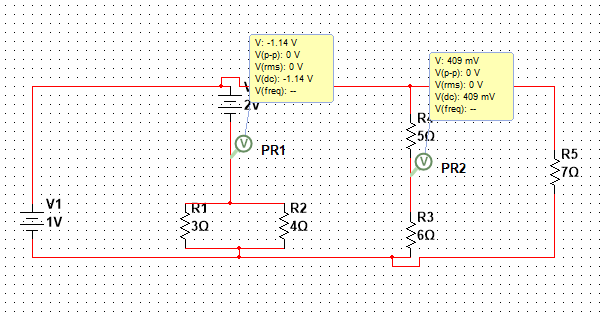 V: -1.14 V
V(p-p): 0 V
V(rms): 0 V
V(dc): -1.14 V
V(freq): --
V: 409 mV
V(p-p): 0 V
V(rms): 0 V
V(dc): 409 mV
V(freq): --
2V
R4
5Ω
V
PR1
V
PR2
R5
7Ω
V1
1V
R1
3Ω
R2
4Ω
R3
6Ω